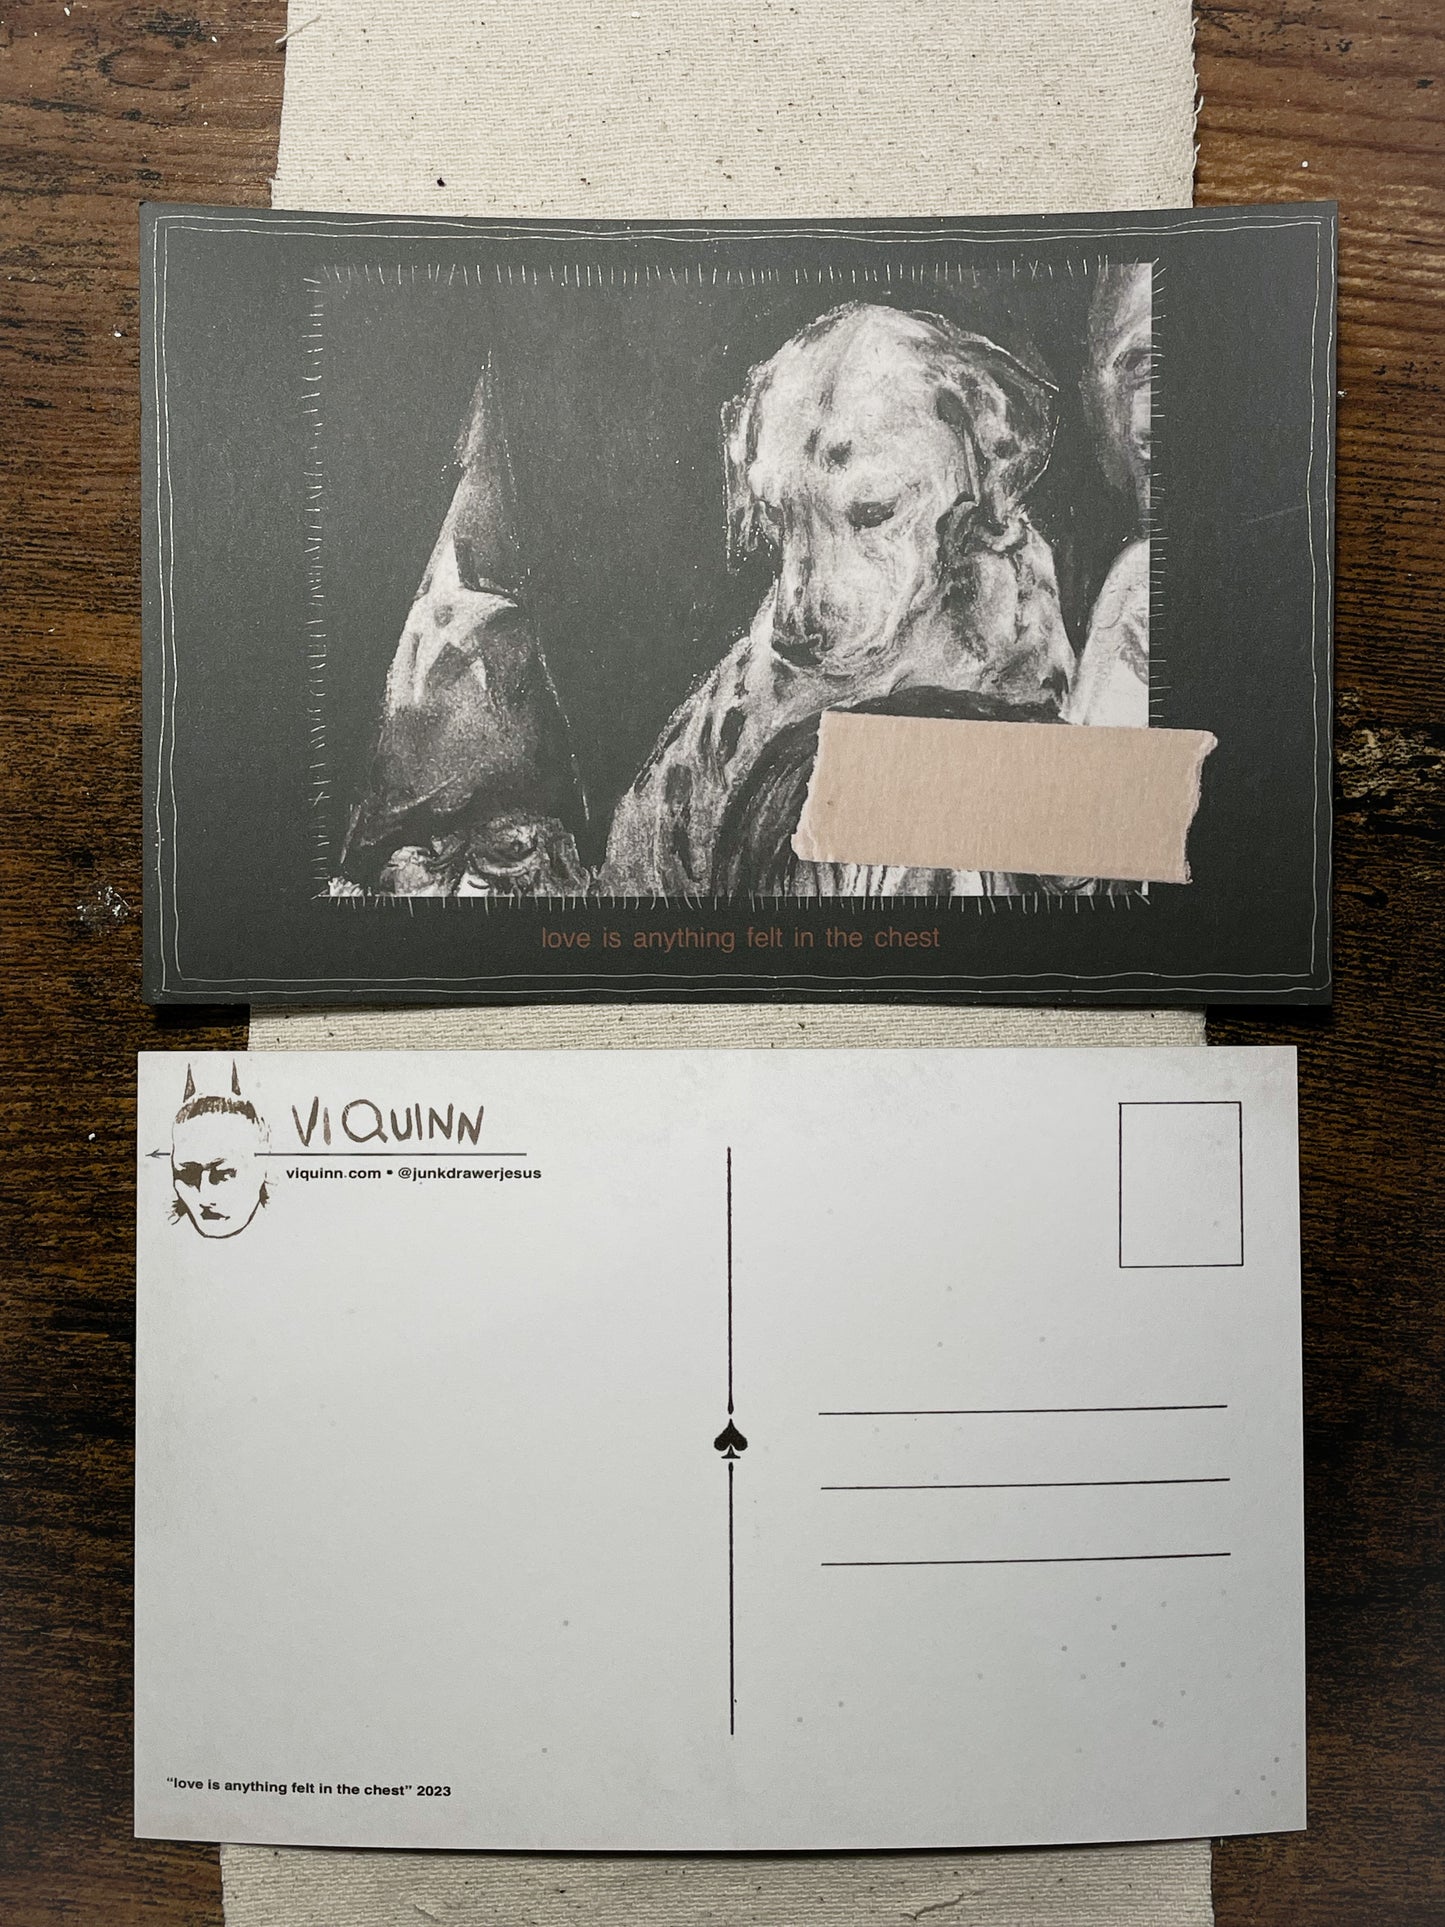 love is anything felt in the chest
VI QUINN
viquinn.com • @junkdrawerjesus
“love is anything felt in the chest” 2023